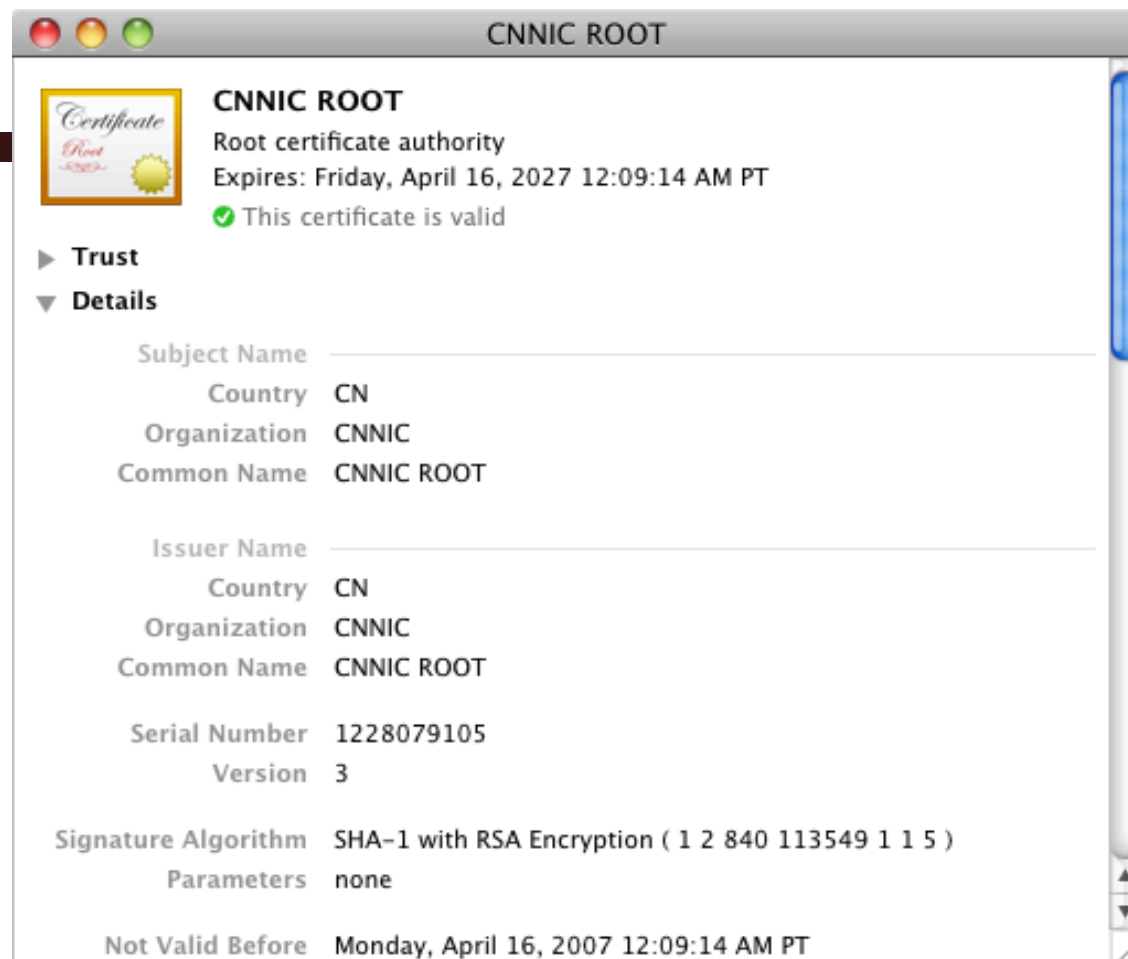 CNNIC ROOT
Certificate
Root
CNNIC ROOT
Root certificate authority
Expires: Friday, April 16, 2027 12:09:14 AM PT
This certificate is valid
Trust
Details
Subject Name
Country CN
Organization CNNIC
Common Name CNNIC ROOT
Issuer Name
Country CN
Organization CNNIC
Common Name CNNIC ROOT
Serial Number 1228079105
Version 3
Signature Algorithm SHA-1 with RSA Encryption ( 1 2 840 113549 1 1 5 )
Parameters none
Not Valid Before Monday, April 16, 2007 12:09:14 AM PT